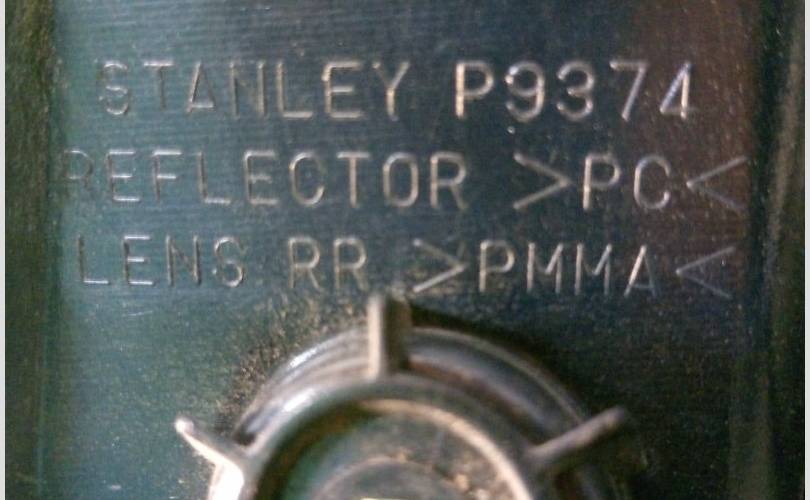 STANLEY P9374
REFLECTOR >PC<
LENS RR >PMMA<